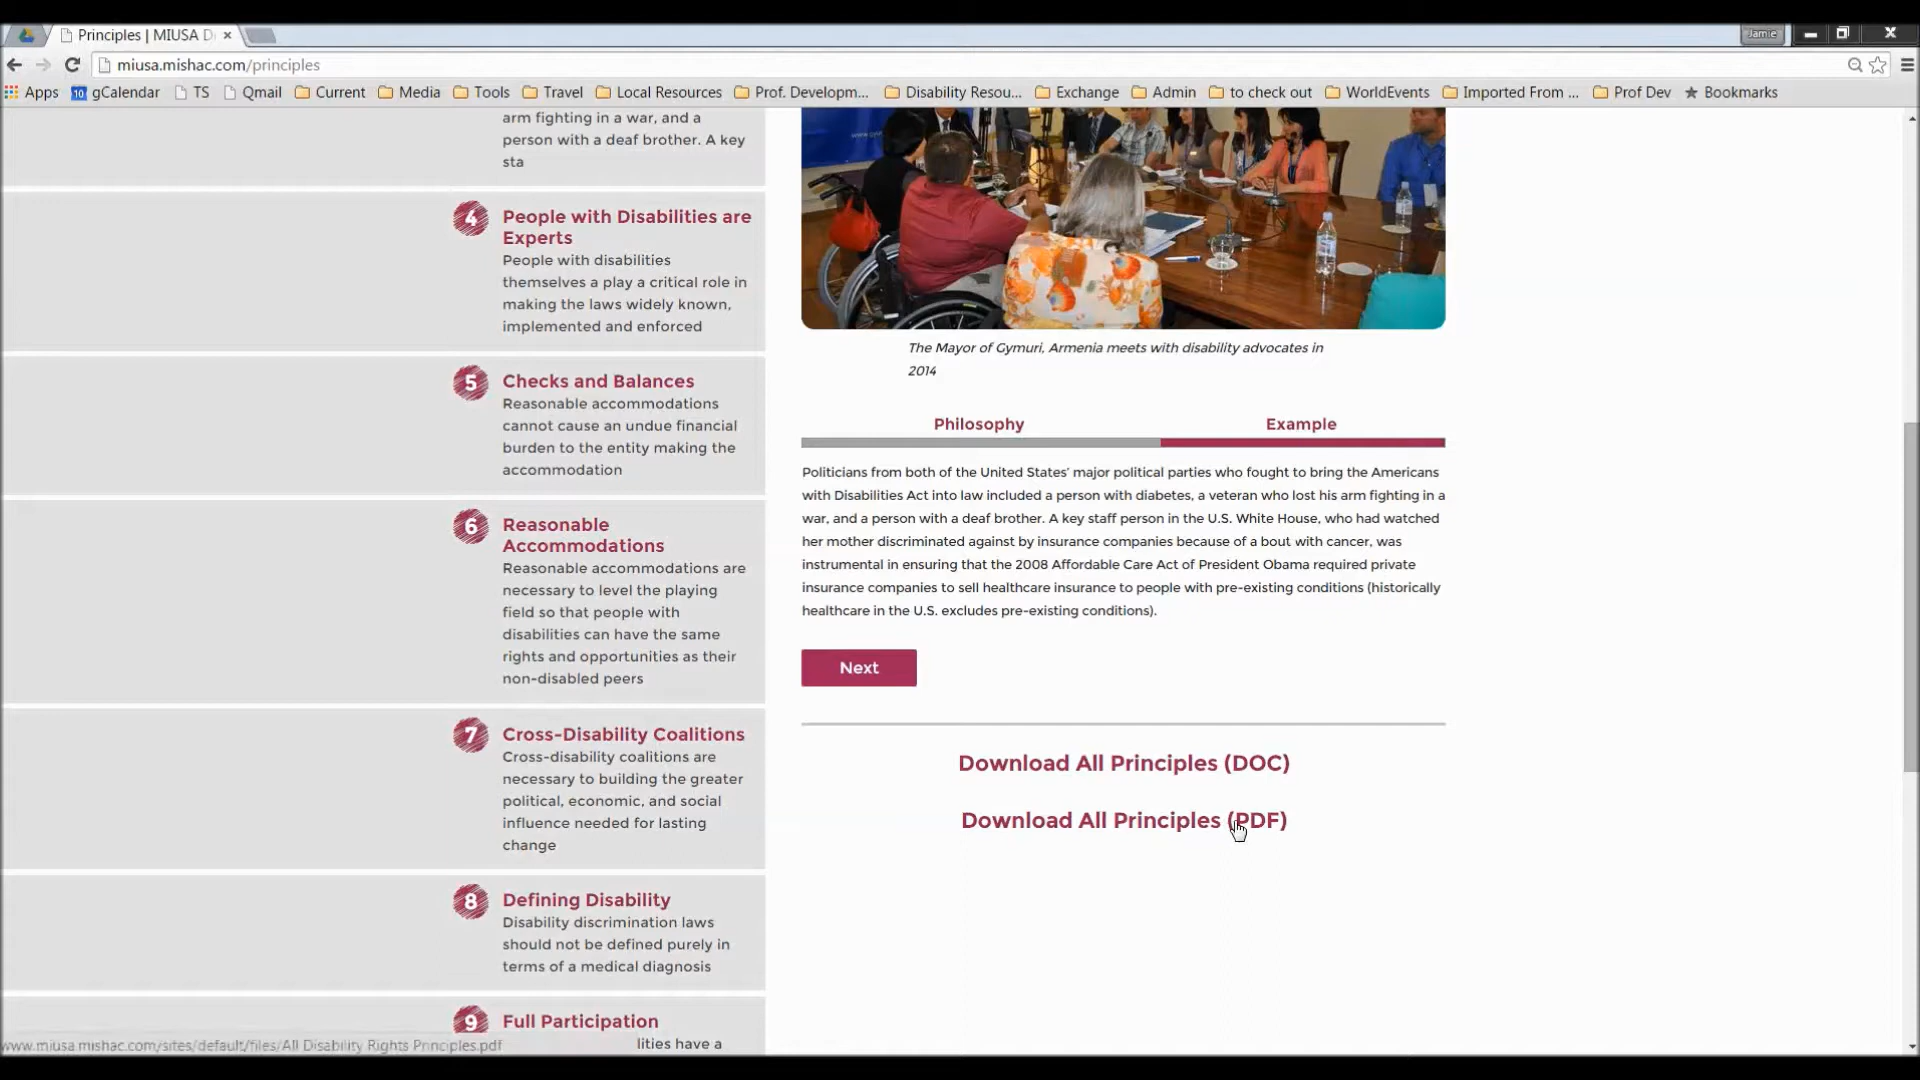 Principles | MIUSA D
Jamie
miusa.mishac.com/principles
Apps
10 gCalendar
TS
Qmail
Current
Media
Tools
Travel
Local Resources
Prof. Developm...
Disability Resou...
Exchange
Admin
to check out
WorldEvents
Imported From ...
Prof Dev
Bookmarks
arm fighting in a war, and a
person with a deaf brother. A key
sta
4 People with Disabilities are
Experts
People with disabilities
themselves a play a critical role in
making the laws widely known,
implemented and enforced
5 Checks and Balances
Reasonable accommodations
cannot cause an undue financial
burden to the entity making the
accommodation
6 Reasonable
Accommodations
Reasonable accommodations are
necessary to level the playing
field so that people with
disabilities can have the same
rights and opportunities as their
non-disabled peers
7 Cross-Disability Coalitions
Cross-disability coalitions are
necessary to building the greater
political, economic, and social
influence needed for lasting
change
8 Defining Disability
Disability discrimination laws
should not be defined purely in
terms of a medical diagnosis
9 Full Participation
lities have a
www.miusa.mishac.com/sites/default/files/All Disability Rights Principles.pdf
The Mayor of Gymuri, Armenia meets with disability advocates in
2014
Philosophy
Example
Politicians from both of the United States' major political parties who fought to bring the Americans
with Disabilities Act into law included a person with diabetes, a veteran who lost his arm fighting in a
war, and a person with a deaf brother. A key staff person in the U.S. White House, who had watched
her mother discriminated against by insurance companies because of a bout with cancer, was
instrumental in ensuring that the 2008 Affordable Care Act of President Obama required private
insurance companies to sell healthcare insurance to people with pre-existing conditions (historically
healthcare in the U.S. excludes pre-existing conditions).
Next
Download All Principles (DOC)
Download All Principles (PDF)